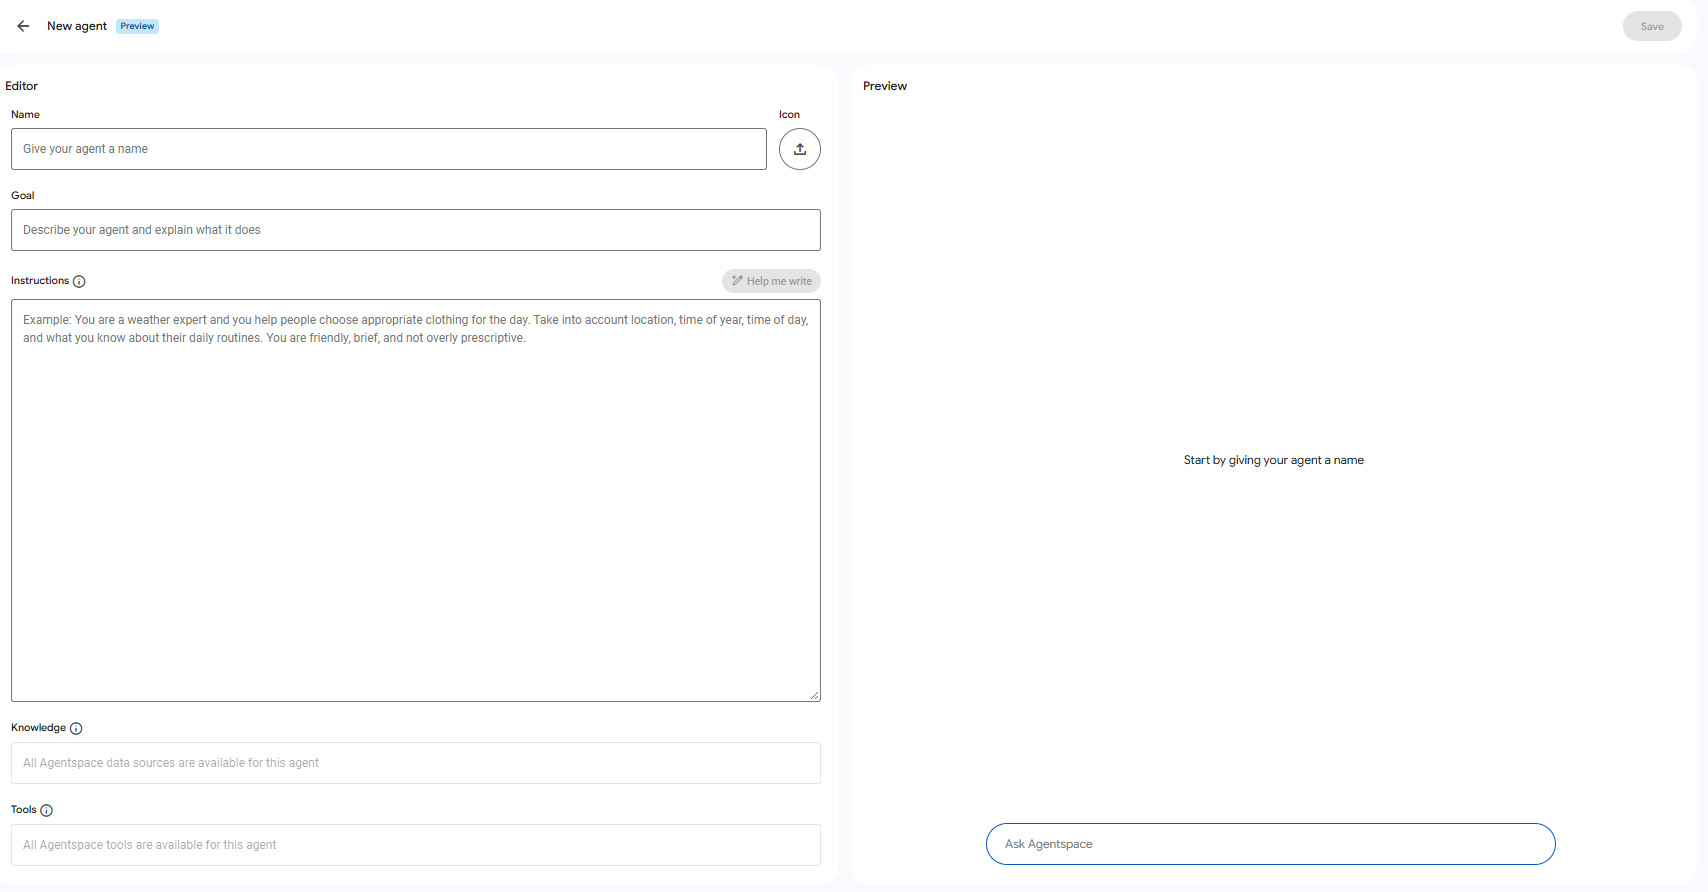 New agent
Preview
Save
Editor
Name
Icon
Give your agent a name
Goal
Describe your agent and explain what it does
Instructions
Help me write
Example: You are a weather expert and you help people choose appropriate clothing for the day. Take into account location, time of year, time of day,
and what you know about their daily routines. You are friendly, brief, and not overly prescriptive.
Knowledge
All Agentspace data sources are available for this agent
Tools
All Agentspace tools are available for this agent
Preview
Start by giving your agent a name
Ask Agentspace